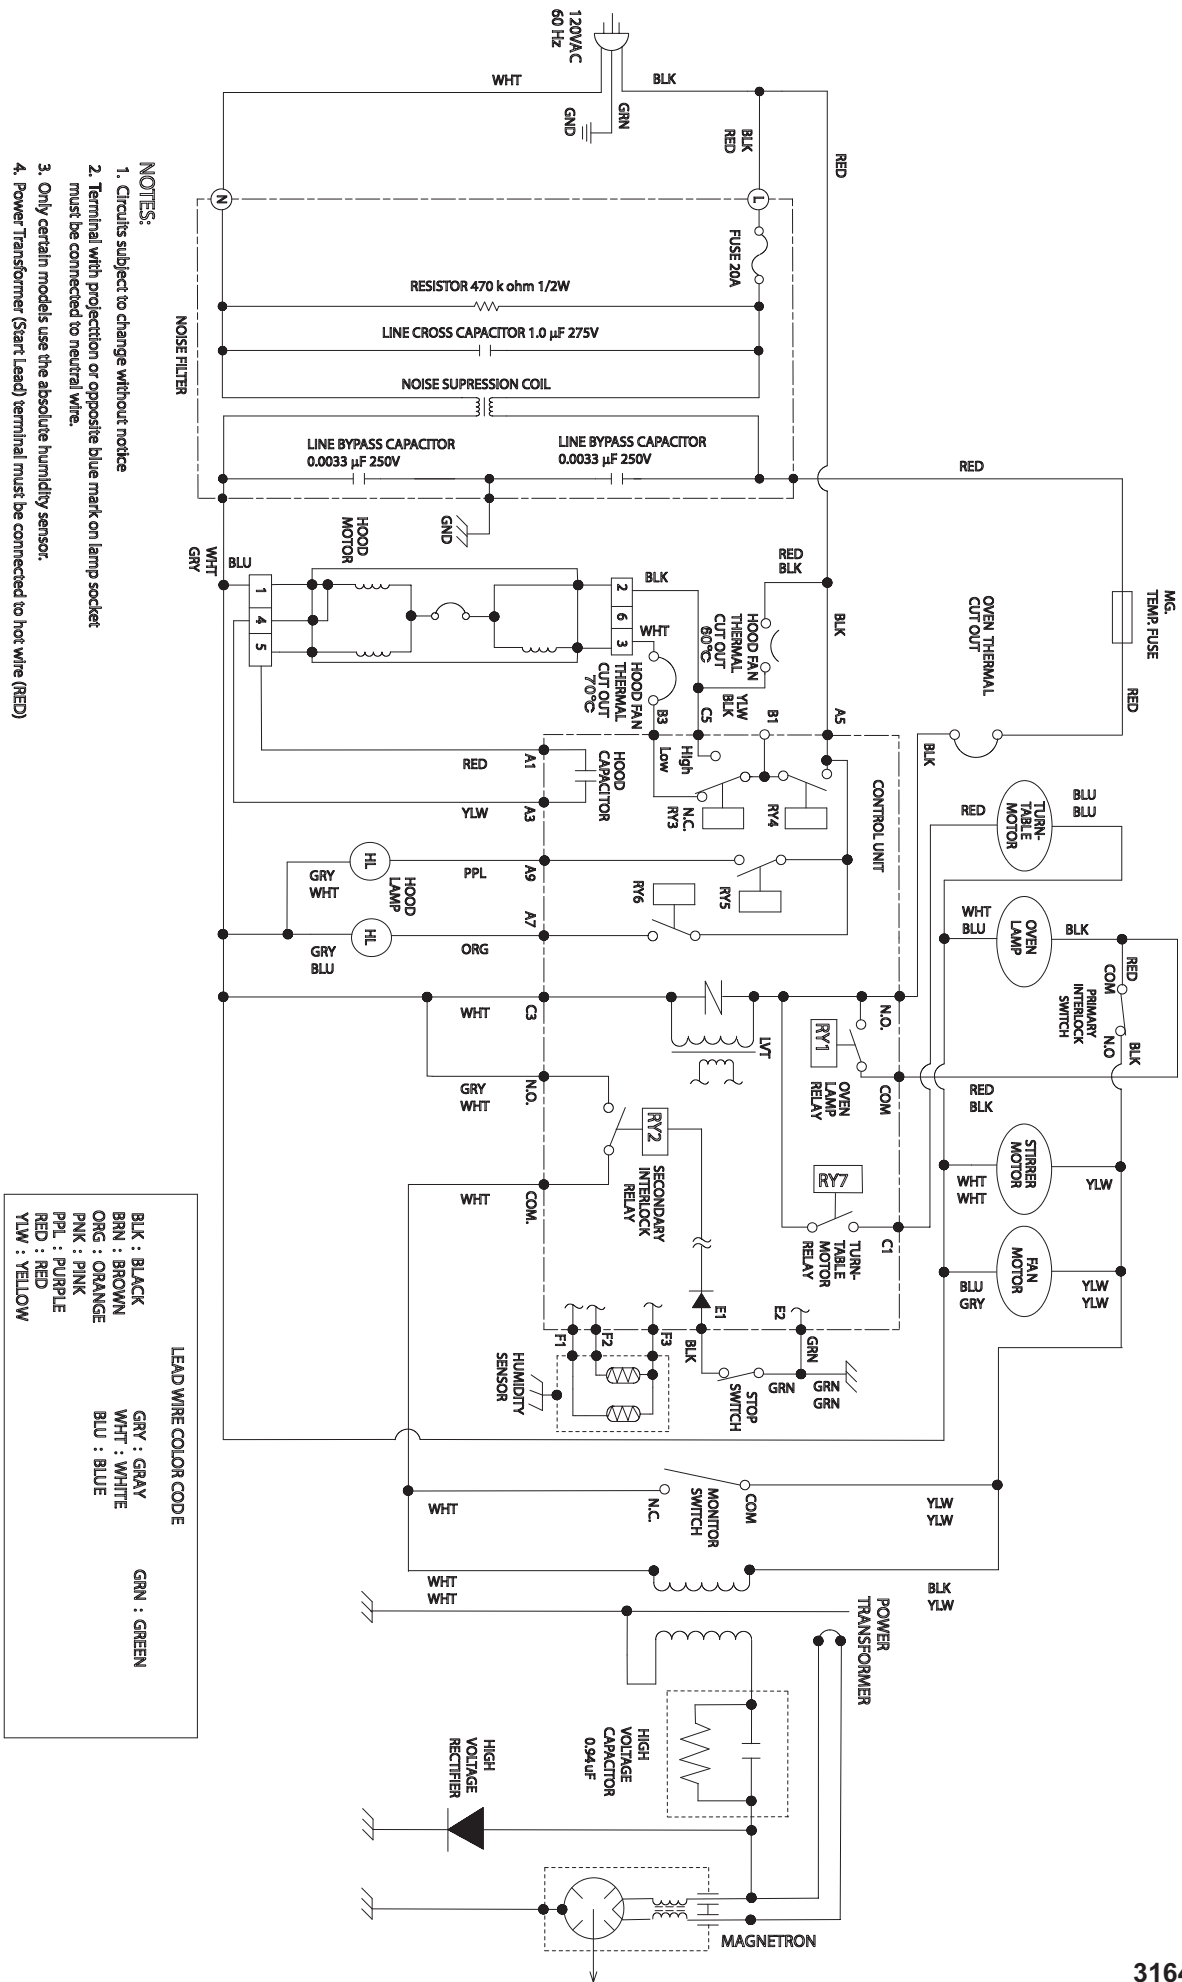 120VAC
60 Hz
WHT
BLK
GRN
GND
BLK
RED
RED
N
L
FUSE 20A
RESISTOR 470 k ohm 1/2W
LINE CROSS CAPACITOR 1.0 µF 275V
NOISE FILTER
NOISE SUPRESSION COIL
LINE BYPASS CAPACITOR
0.0033 µF 250V
LINE BYPASS CAPACITOR
0.0033 µF 250V
RED
GND
MG.
TEMP. FUSE
RED
OVEN THERMAL
CUT OUT
BLK
NOTES:
1. Circuits subject to change without notice
2. Terminal with projecttion or opposite blue mark on lamp socket
must be connected to neutral wire.
3. Only certain models use the absolute humidity sensor.
4. Power Transformer (Start Lead) terminal must be connected to hot wire (RED)
HOOD
MOTOR
WHT
GRY
BLU
1
4
5
2
6
3
BLK
WHT
RED
BLK
BLK
HOOD FAN
THERMAL
CUT OUT
60°C
HOOD FAN
THERMAL
CUT OUT
70°C
YLW
BLK
B3
C5
B1
A5
Low
High
N.C.
RY3
RY4
CONTROL UNIT
HOOD
CAPACITOR
A1
RED
A3
YLW
A9
PPL
A7
ORG
HL
HL
HOOD
LAMP
GRY
WHT
GRY
BLU
RY6
RY5
TURN-
TABLE
MOTOR
RED
BLU
BLU
OVEN
LAMP
WHT
BLU
BLK
RED
COM
N.O
PRIMARY
INTERLOCK
SWITCH
BLK
C3
WHT
LVT
N.O.
RY1
OVEN
LAMP
RELAY
COM
RED
BLK
N.O.
GRY
WHT
RY2
SECONDARY
INTERLOCK
RELAY
COM.
WHT
RY7
TURN-
TABLE
MOTOR
RELAY
C1
STIRRER
MOTOR
WHT
WHT
YLW
FAN
MOTOR
BLU
GRY
YLW
YLW
E1
E2
BLK
GRN
GRN
GRN
GRN
STOP
SWITCH
F1
F2
F3
HUMIDITY
SENSOR
MONITOR
SWITCH
COM
N.C.
WHT
YLW
YLW
WHT
WHT
BLK
YLW
POWER
TRANSFORMER
HIGH
VOLTAGE
CAPACITOR
0.94uF
HIGH
VOLTAGE
RECTIFIER
MAGNETRON
LEAD WIRE COLOR CODE
BLK : BLACK
BRN : BROWN
ORG : ORANGE
PNK : PINK
PPL : PURPLE
RED : RED
YLW : YELLOW
GRY : GRAY
WHT : WHITE
BLU : BLUE
GRN : GREEN
3164